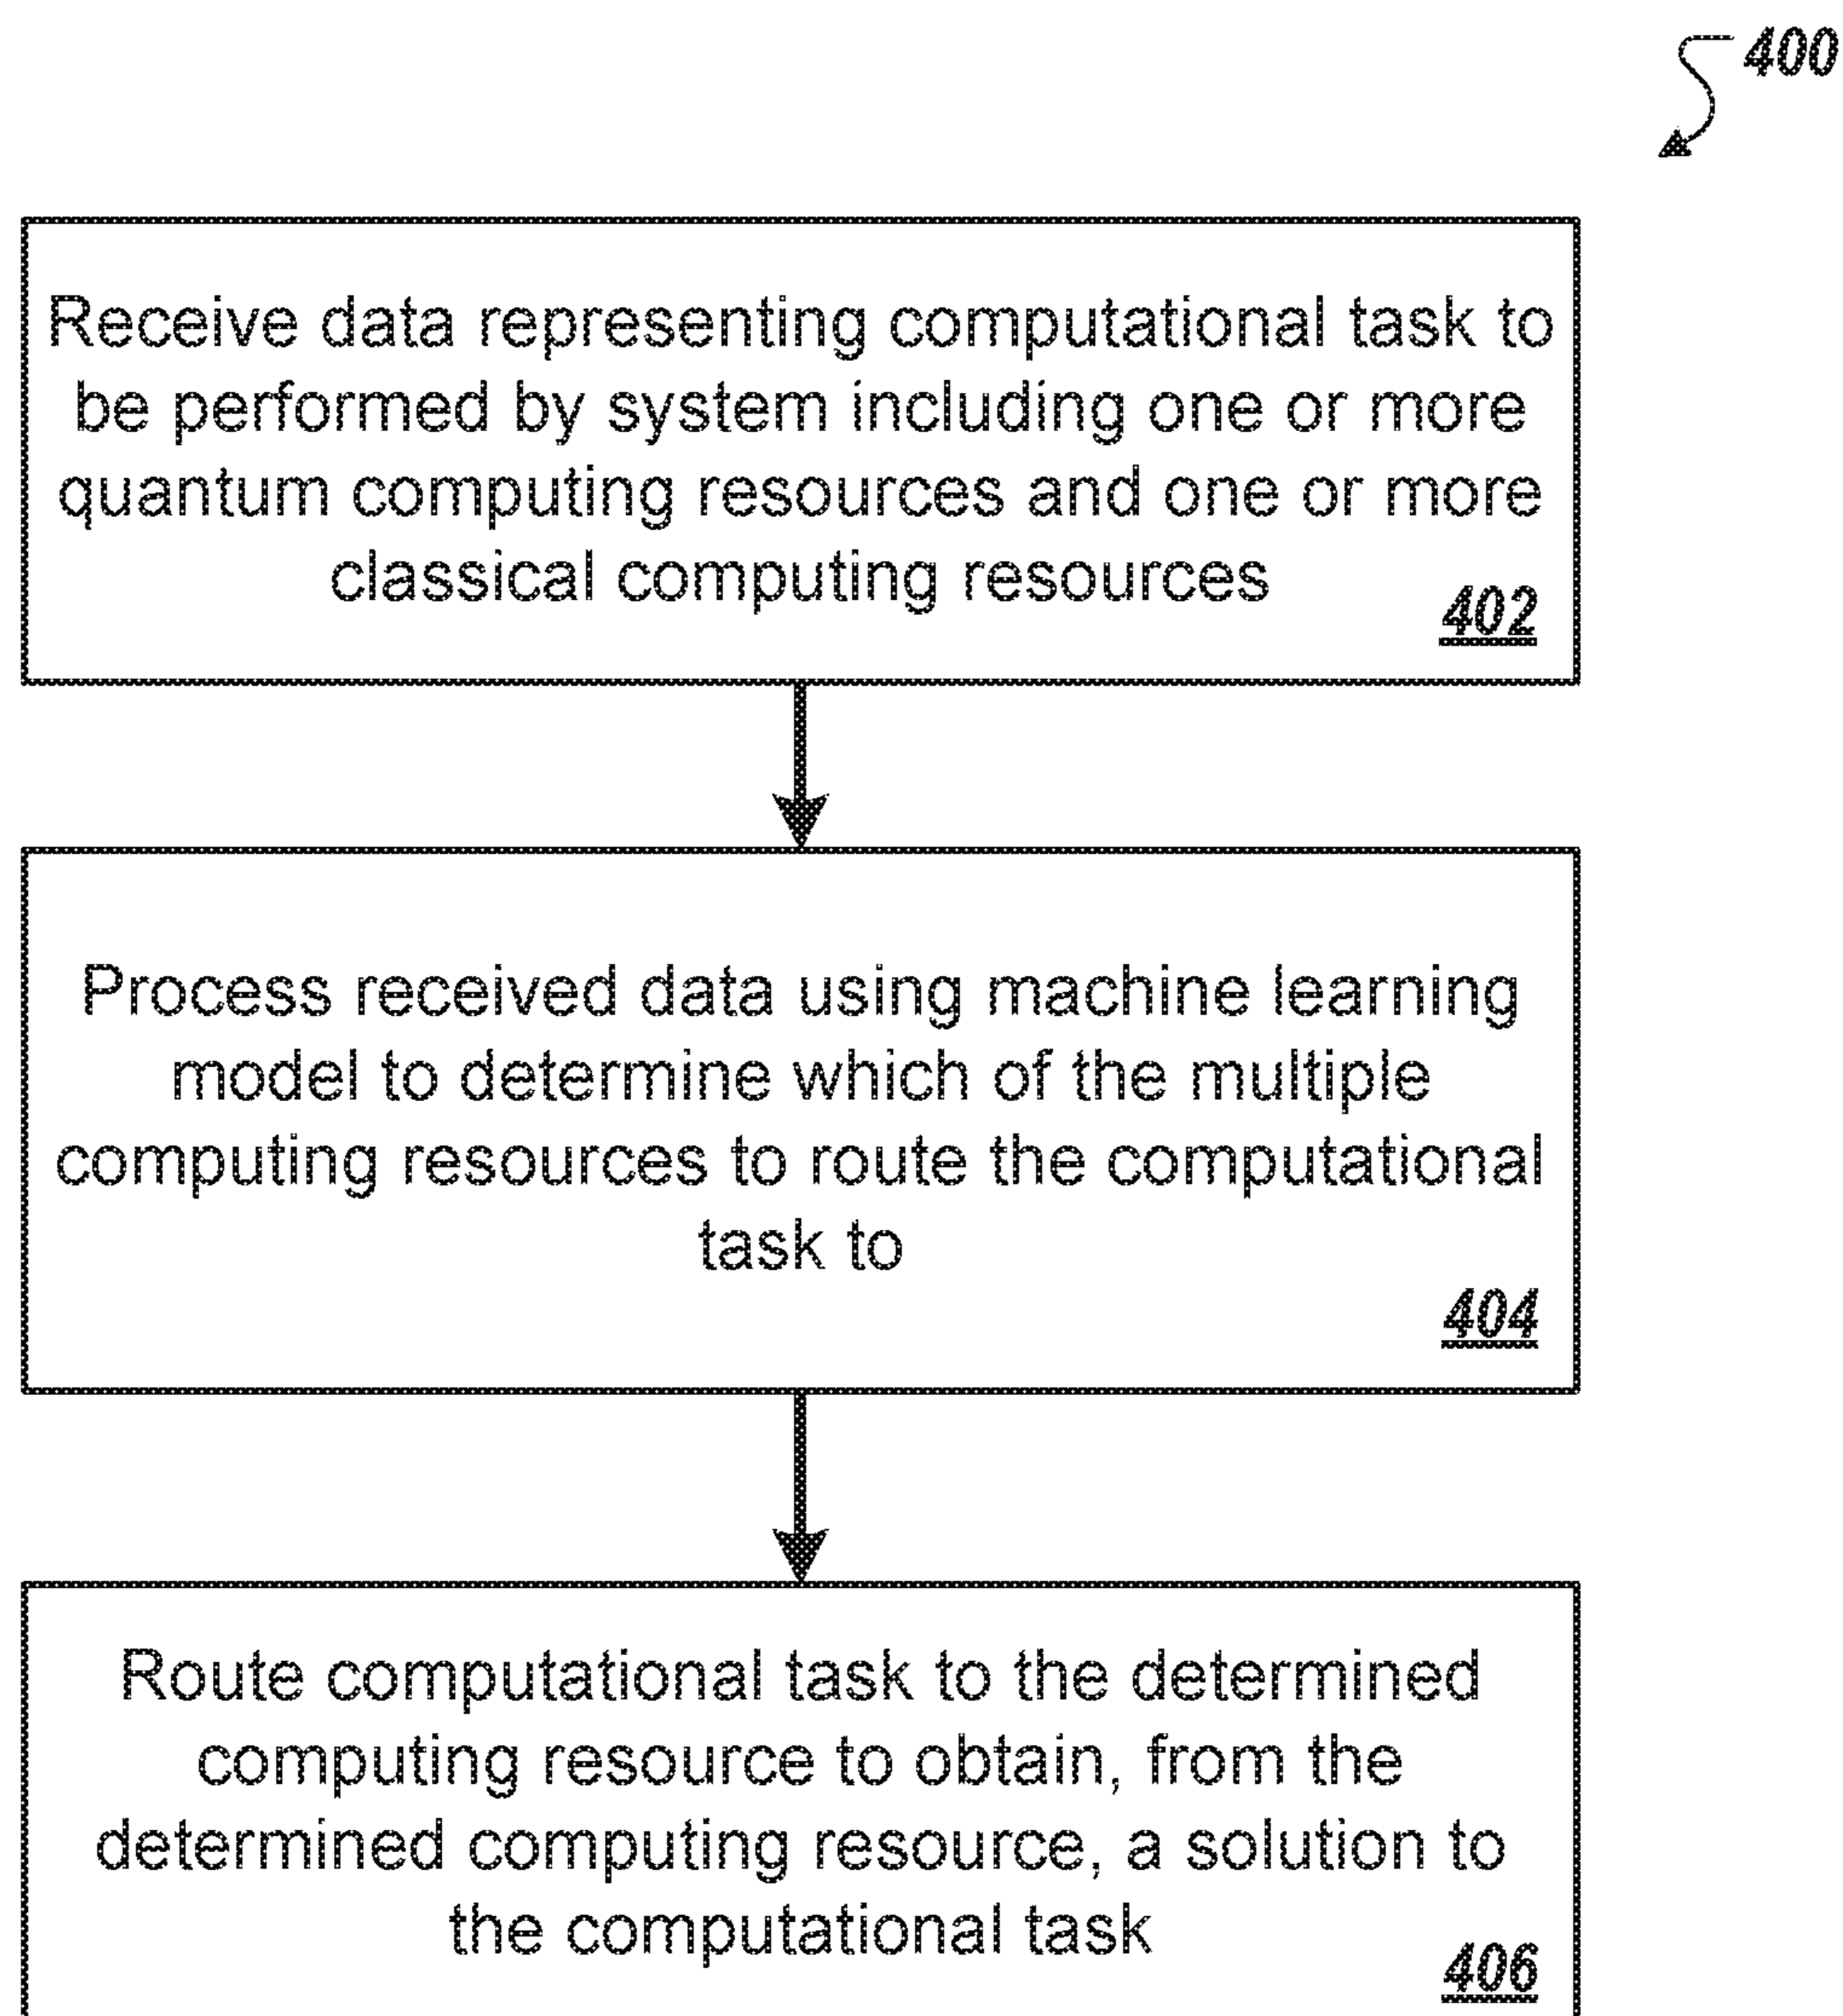 400
Receive data representing computational task to
be performed by system including one or more
quantum computing resources and one or more
classical computing resources
402
Process received data using machine learning
model to determine which of the multiple
computing resources to route the computational
task to
404
Route computational task to the determined
computing resource to obtain, from the
determined computing resource, a solution to
the computational task
406